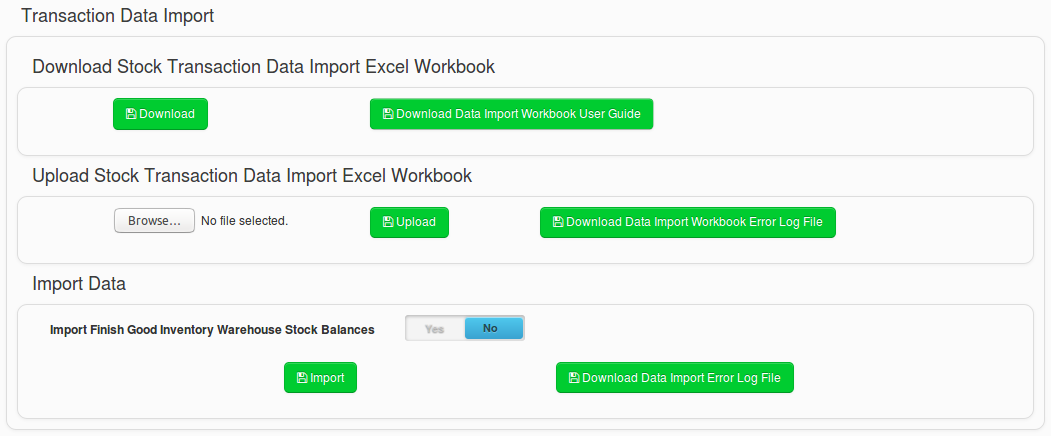 Transaction Data Import
Download Stock Transaction Data Import Excel Workbook
Download
Download Data Import Workbook User Guide
Upload Stock Transaction Data Import Excel Workbook
Browse... No file selected.
Upload
Download Data Import Workbook Error Log File
Import Data
Import Finish Good Inventory Warehouse Stock Balances
Yes
No
Import
Download Data Import Error Log File